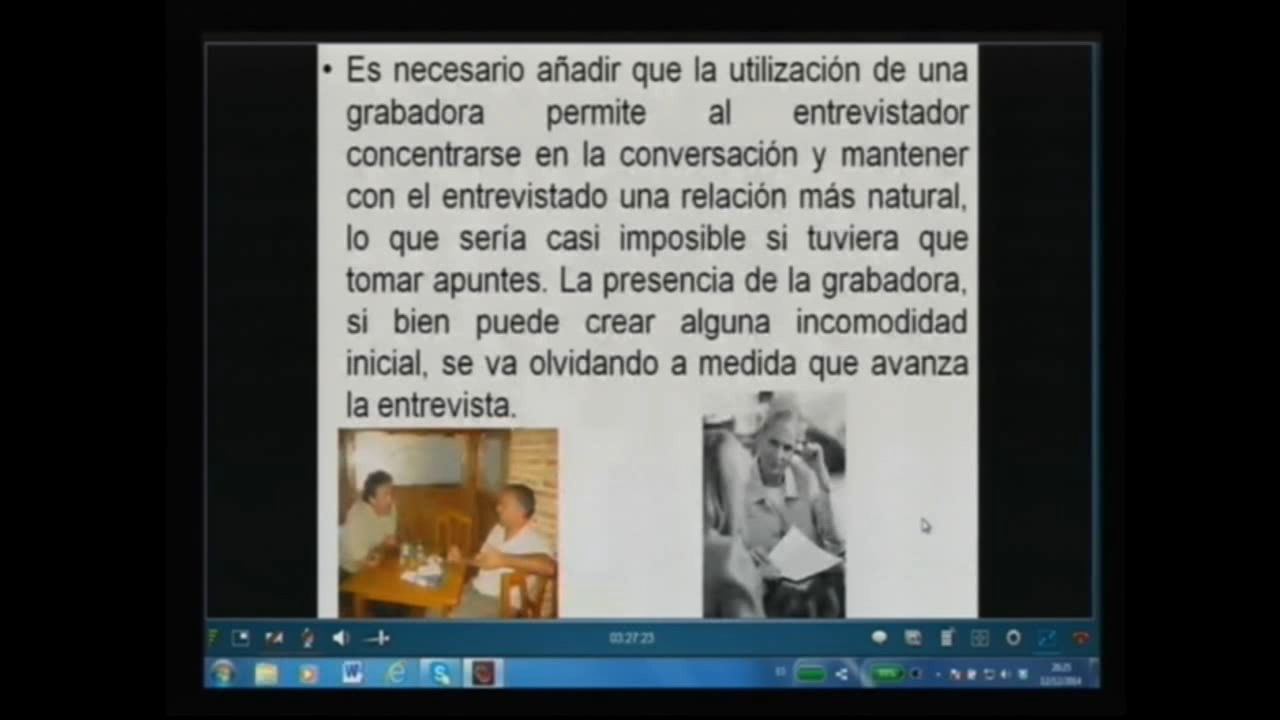 • Es necesario añadir que la utilización de una
grabadora permite al entrevistador
concentrarse en la conversación y mantener
con el entrevistado una relación más natural,
lo que sería casi imposible si tuviera que
tomar apuntes. La presencia de la grabadora,
si bien puede crear alguna incomodidad
inicial, se va olvidando a medida que avanza
la entrevista.
03:27:23